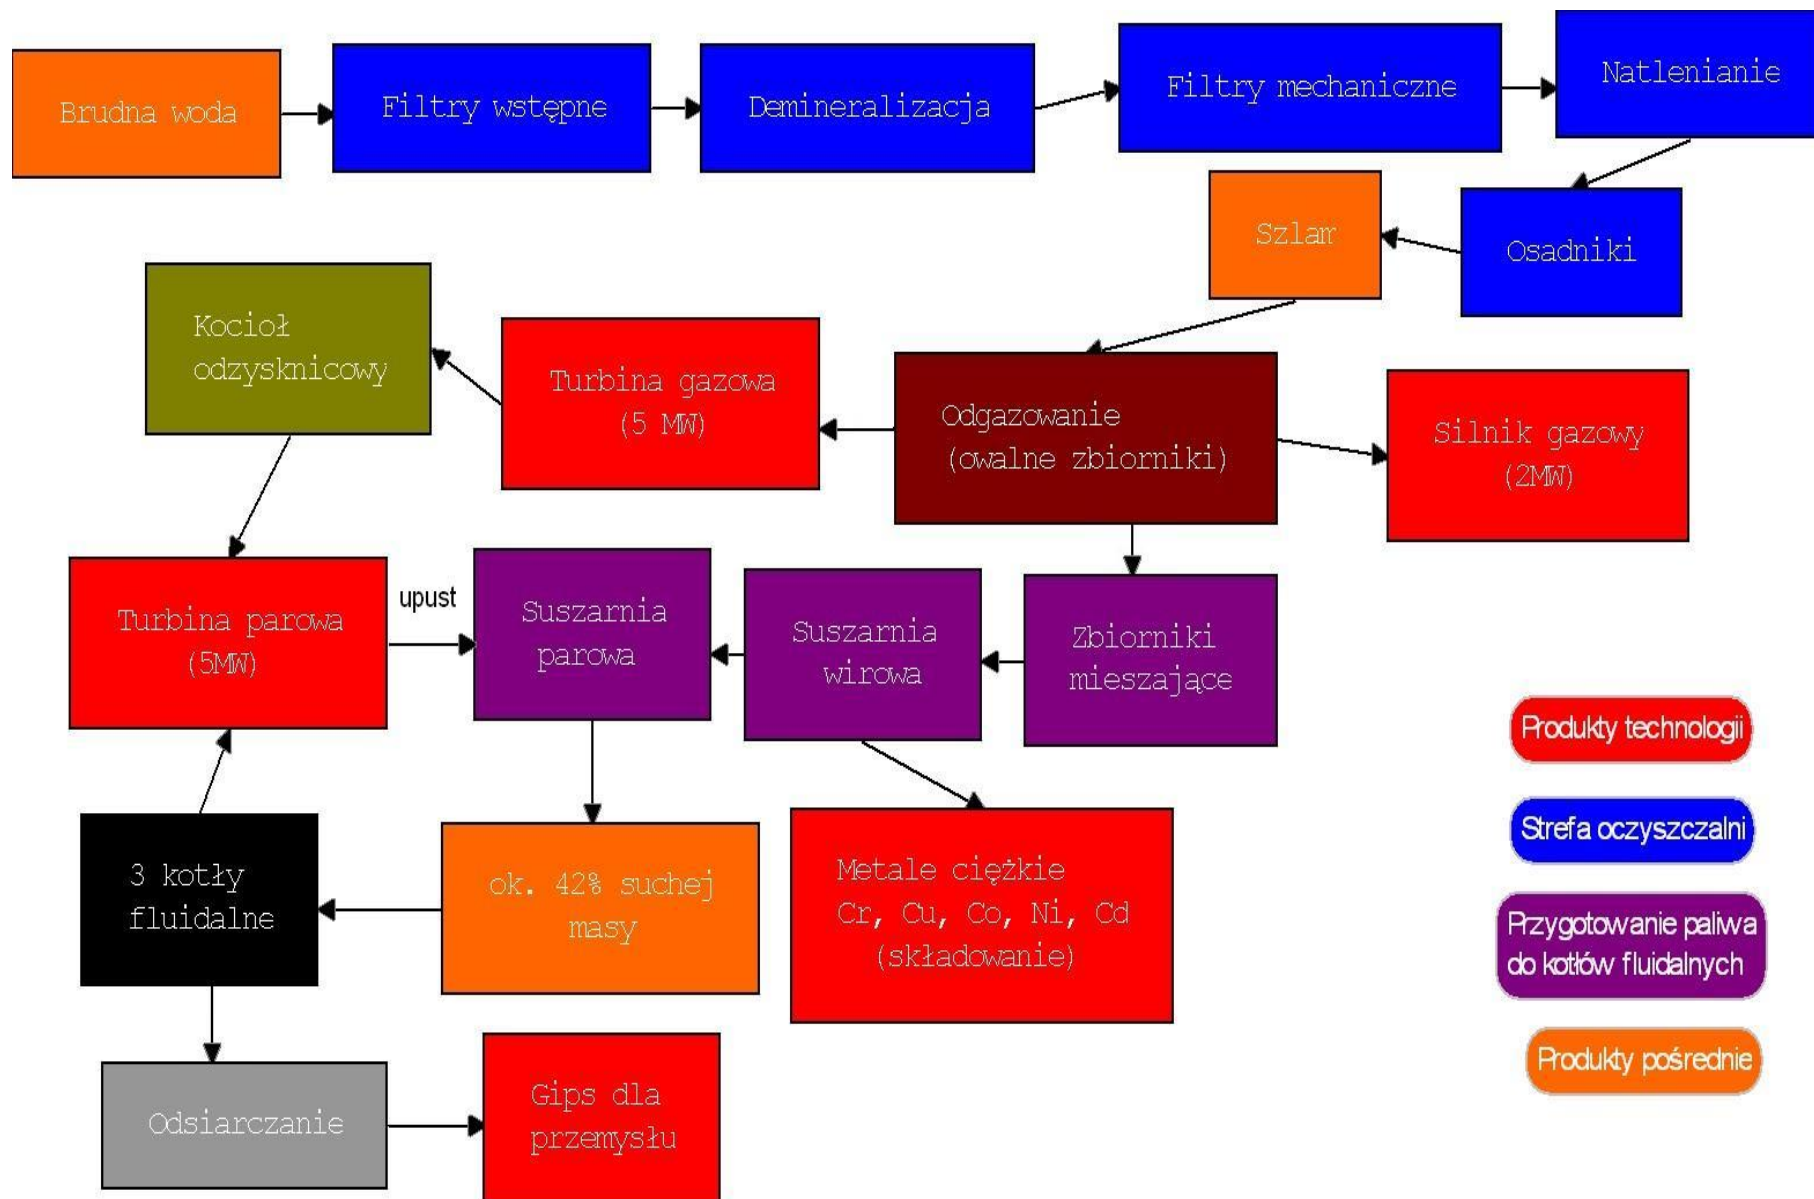 Brudna woda
Filtry wstępne
Demineralizacja
Filtry mechaniczne
Natlenianie
Szlam
Osadniki
Kocioł
odzysknicowy
Turbina gazowa
(5 MW)
Odgazowanie
(owalne zbiorniki)
Silnik gazowy
(2MW)
Turbina parowa
(5MW)
upust
Suszarnia
parowa
Suszarnia
wirowa
Zbiorniki
mieszające
3 kotły
fluidalne
ok. 42% suchej
masy
Metale ciężkie
Cr, Cu, Co, Ni, Cd
(składowanie)
Odsiarczanie
Gips dla
przemysłu
Produkty technologii
Strefa oczyszczalni
Przygotowanie paliwa
do kotłów fluidalnych
Produkty pośrednie